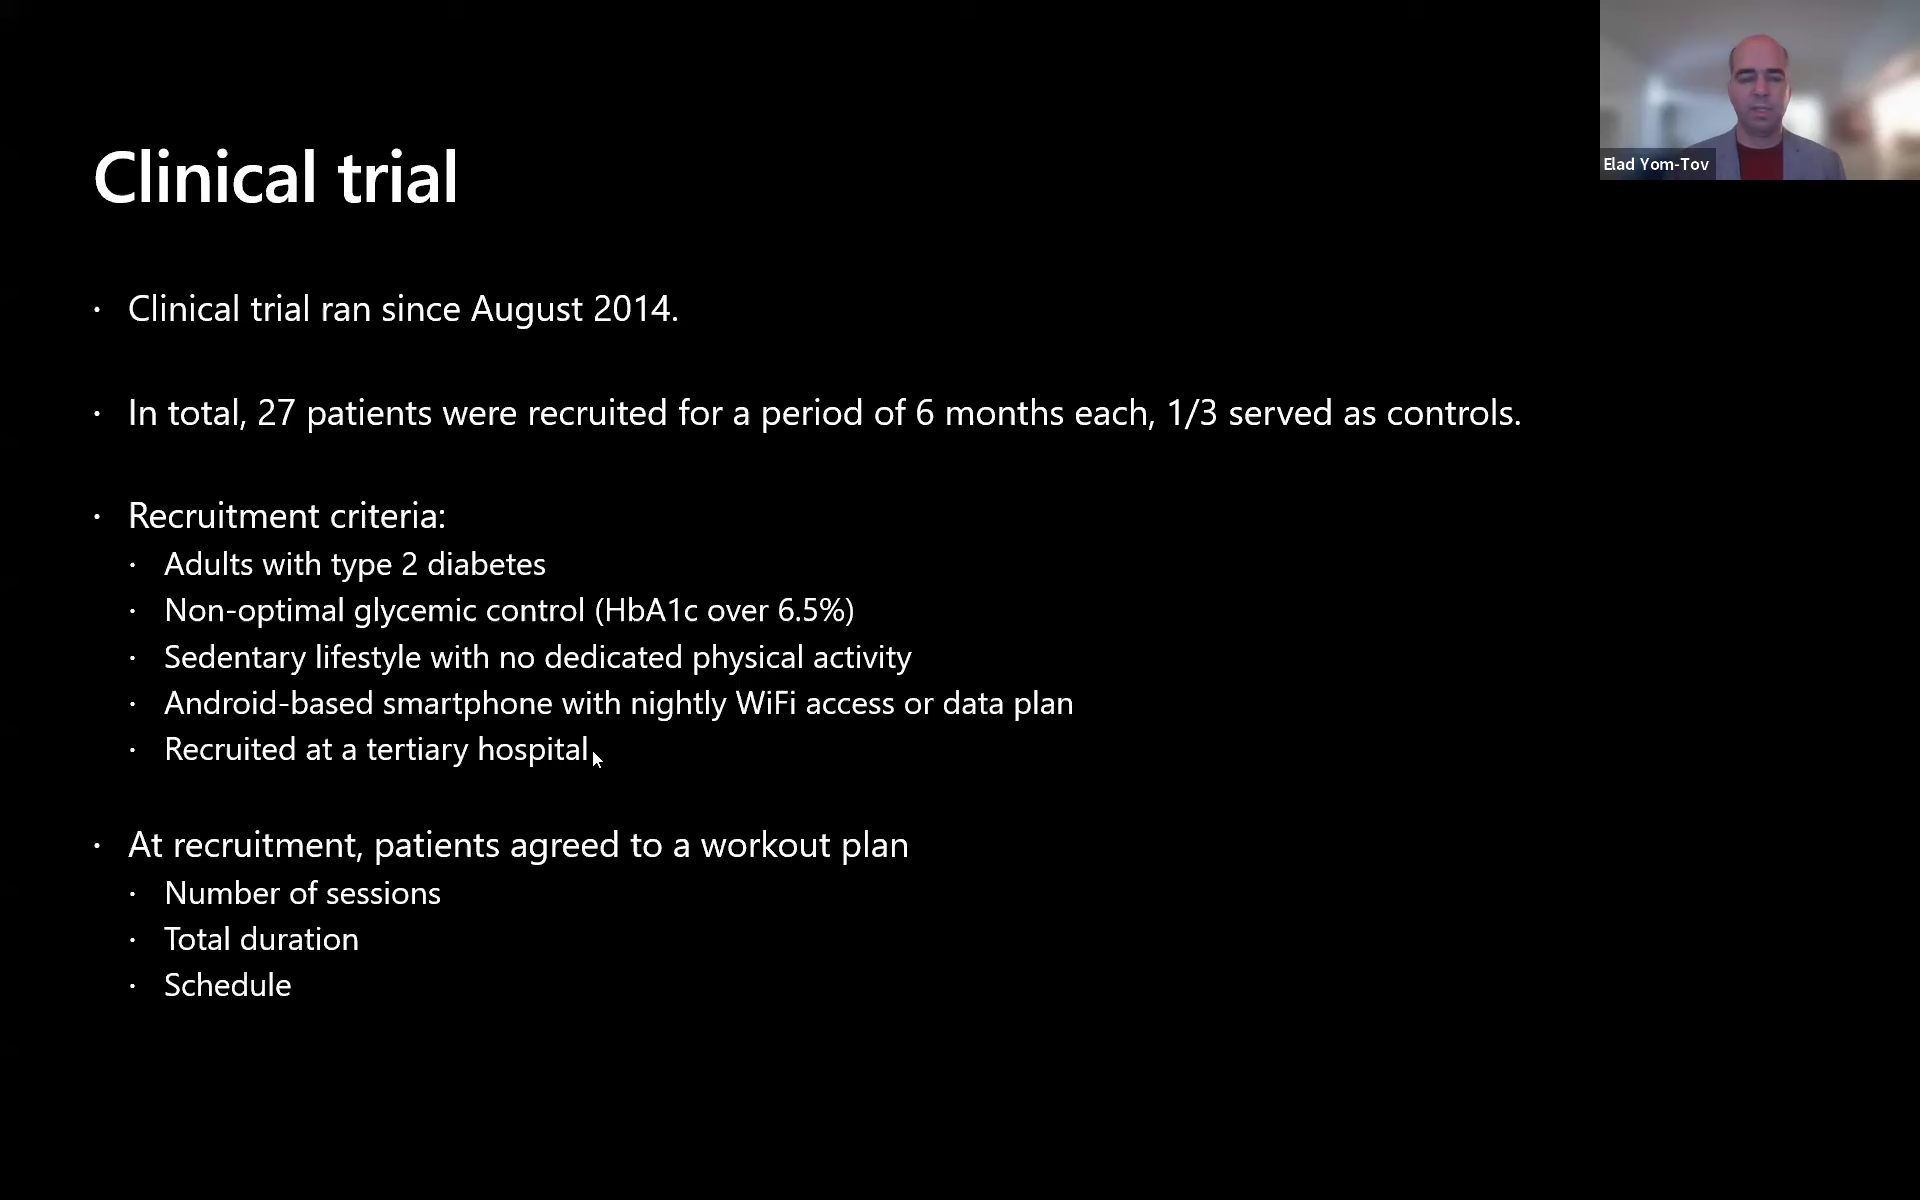 Elad Yom-Tov
Clinical trial
· Clinical trial ran since August 2014.
· In total, 27 patients were recruited for a period of 6 months each, 1/3 served as controls.
· Recruitment criteria:
· Adults with type 2 diabetes
· Non-optimal glycemic control (HbA1c over 6.5%)
· Sedentary lifestyle with no dedicated physical activity
· Android-based smartphone with nightly WiFi access or data plan
· Recruited at a tertiary hospital
· At recruitment, patients agreed to a workout plan
· Number of sessions
· Total duration
· Schedule